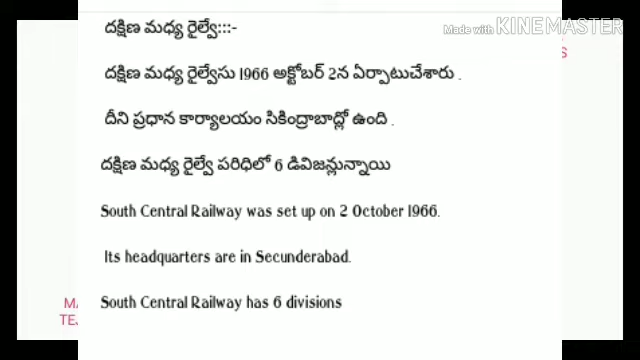 Made with KINEMASTER
దక్షిణ మధ్య రైల్వే:::-
దక్షిణ మధ్య రైల్వేసు 1966 అక్టోబర్ 2న ఏర్పాటుచేశారు .
దీని ప్రధాన కార్యాలయం సికింద్రాబాద్లో ఉంది .
దక్షిణ మధ్య రైల్వే పరిధిలో 6 డివిజన్లున్నాయి
South Central Railway was set up on 2 October 1966.
Its headquarters are in Secunderabad.
South Central Railway has 6 divisions